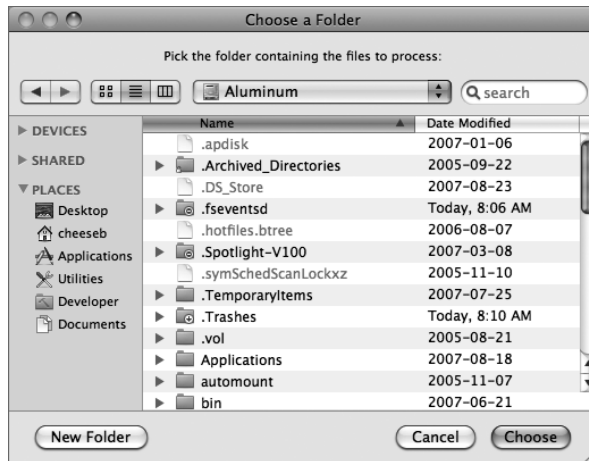 Choose a Folder
Pick the folder containing the files to process:
Aluminum
search
DEVICES
SHARED
PLACES
Desktop
cheeseb
Applications
Utilities
Developer
Documents
Name Date Modified
.apdisk 2007-01-06
.Archived_Directories 2005-09-22
.DS_Store 2007-08-23
.fseventsd Today, 8:06 AM
.hotfiles.btree 2006-08-07
.Spotlight-V100 2007-03-08
.symSchedScanLockxz 2005-11-10
.TemporaryItems 2007-07-25
.Trashes Today, 8:10 AM
.vol 2005-08-21
Applications 2007-08-18
automount 2005-11-07
bin 2007-06-21
New Folder Cancel Choose